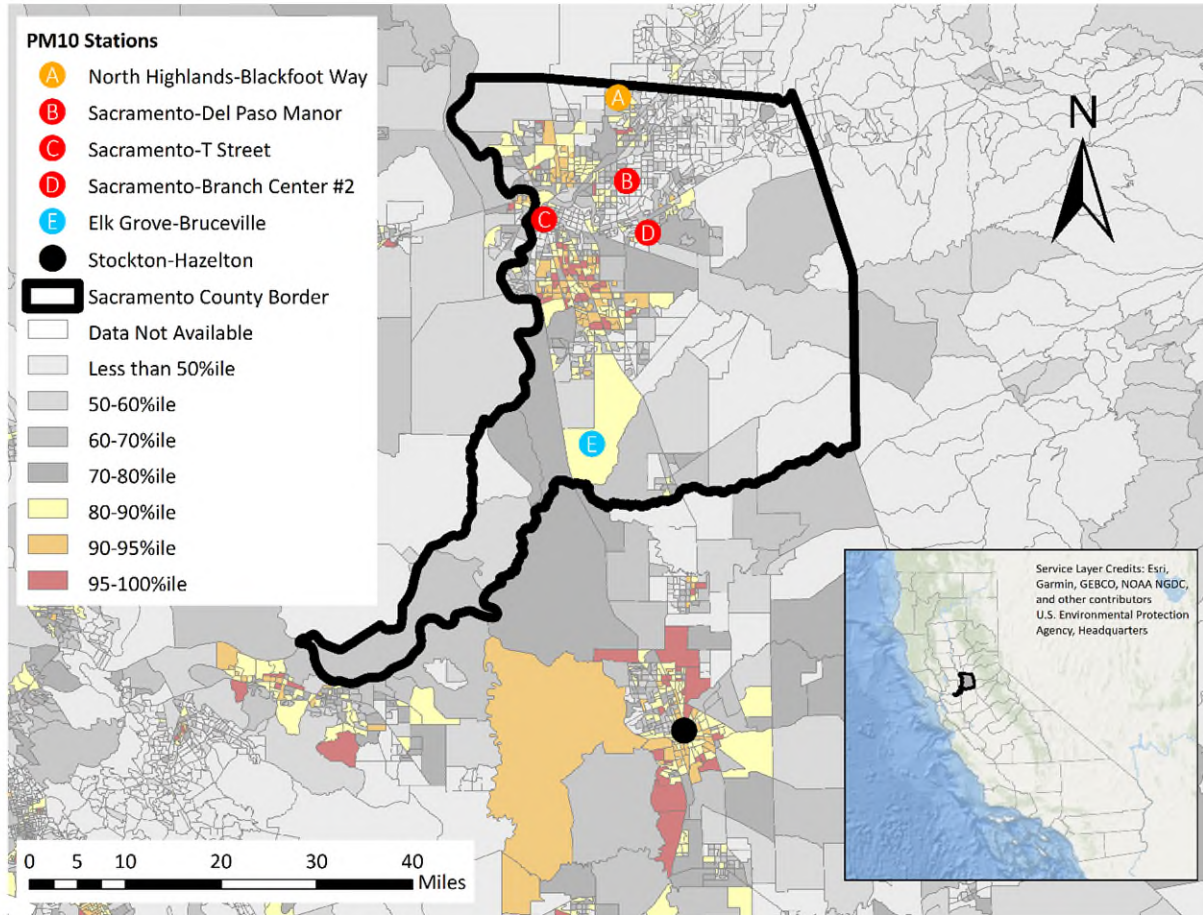 PM10 Stations
A North Highlands-Blackfoot Way
B Sacramento-Del Paso Manor
C Sacramento-T Street
D Sacramento-Branch Center #2
E Elk Grove-Bruceville
Stockton-Hazelton
Sacramento County Border
Data Not Available
Less than 50%ile
50-60%ile
60-70%ile
70-80%ile
80-90%ile
90-95%ile
95-100%ile
A
B
C
D
E
N
Service Layer Credits: Esri,
Garmin, GEBCO, NOAA NGDC,
and other contributors
U.S. Environmental Protection
Agency, Headquarters
0 5 10 20 30 40
Miles